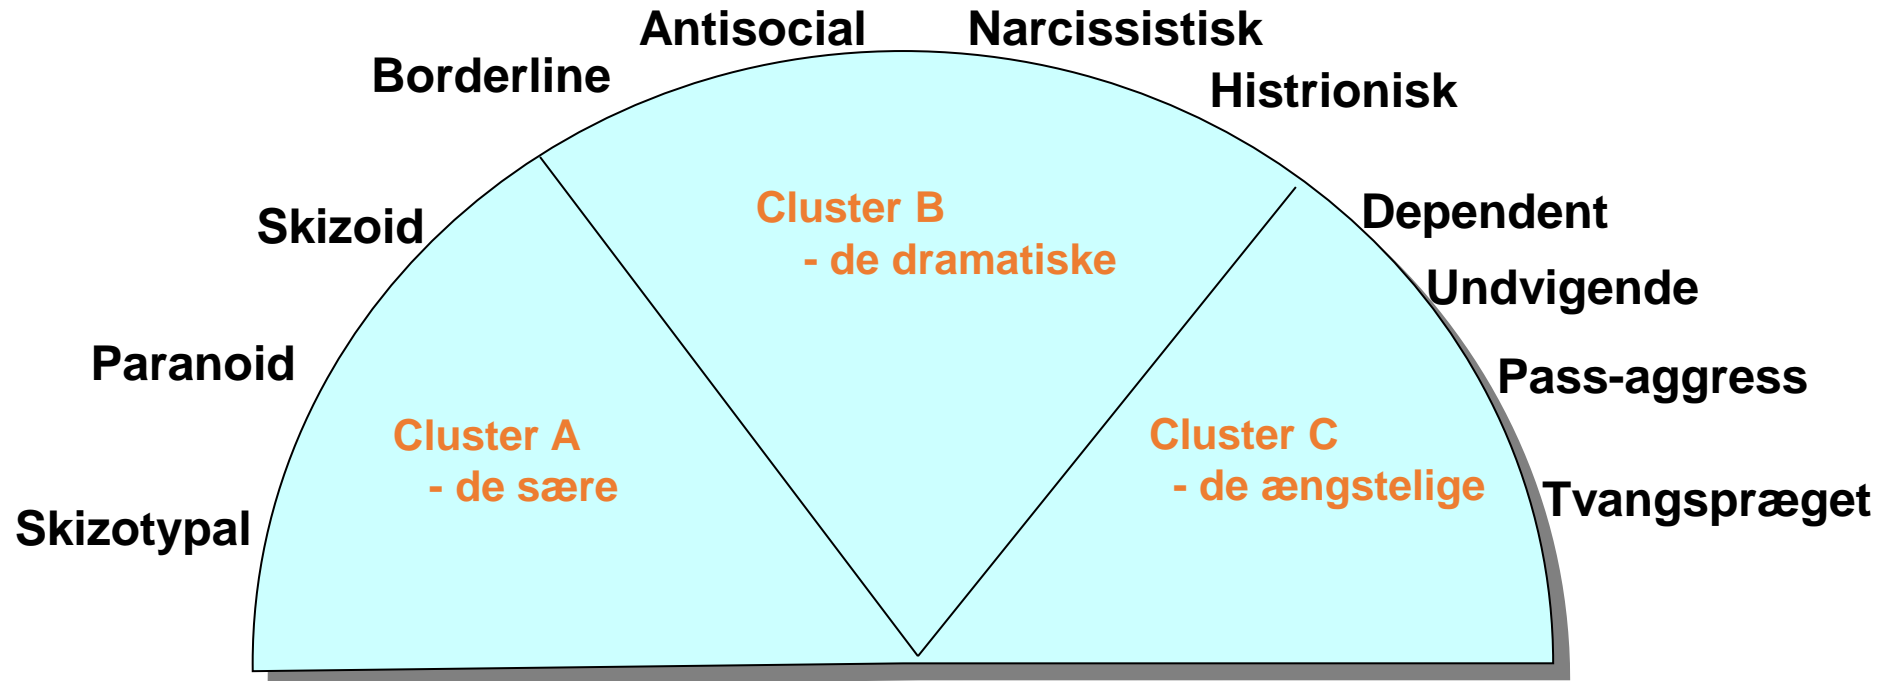 Antisocial
Narcissistisk
Borderline
Histrionisk
Skizoid
Cluster B
- de dramatiske
Dependent
Undvigende
Paranoid
Pass-aggress
Cluster A
- de sære
Cluster C
- de ængstelige
Skizotypal
Tvangspræget